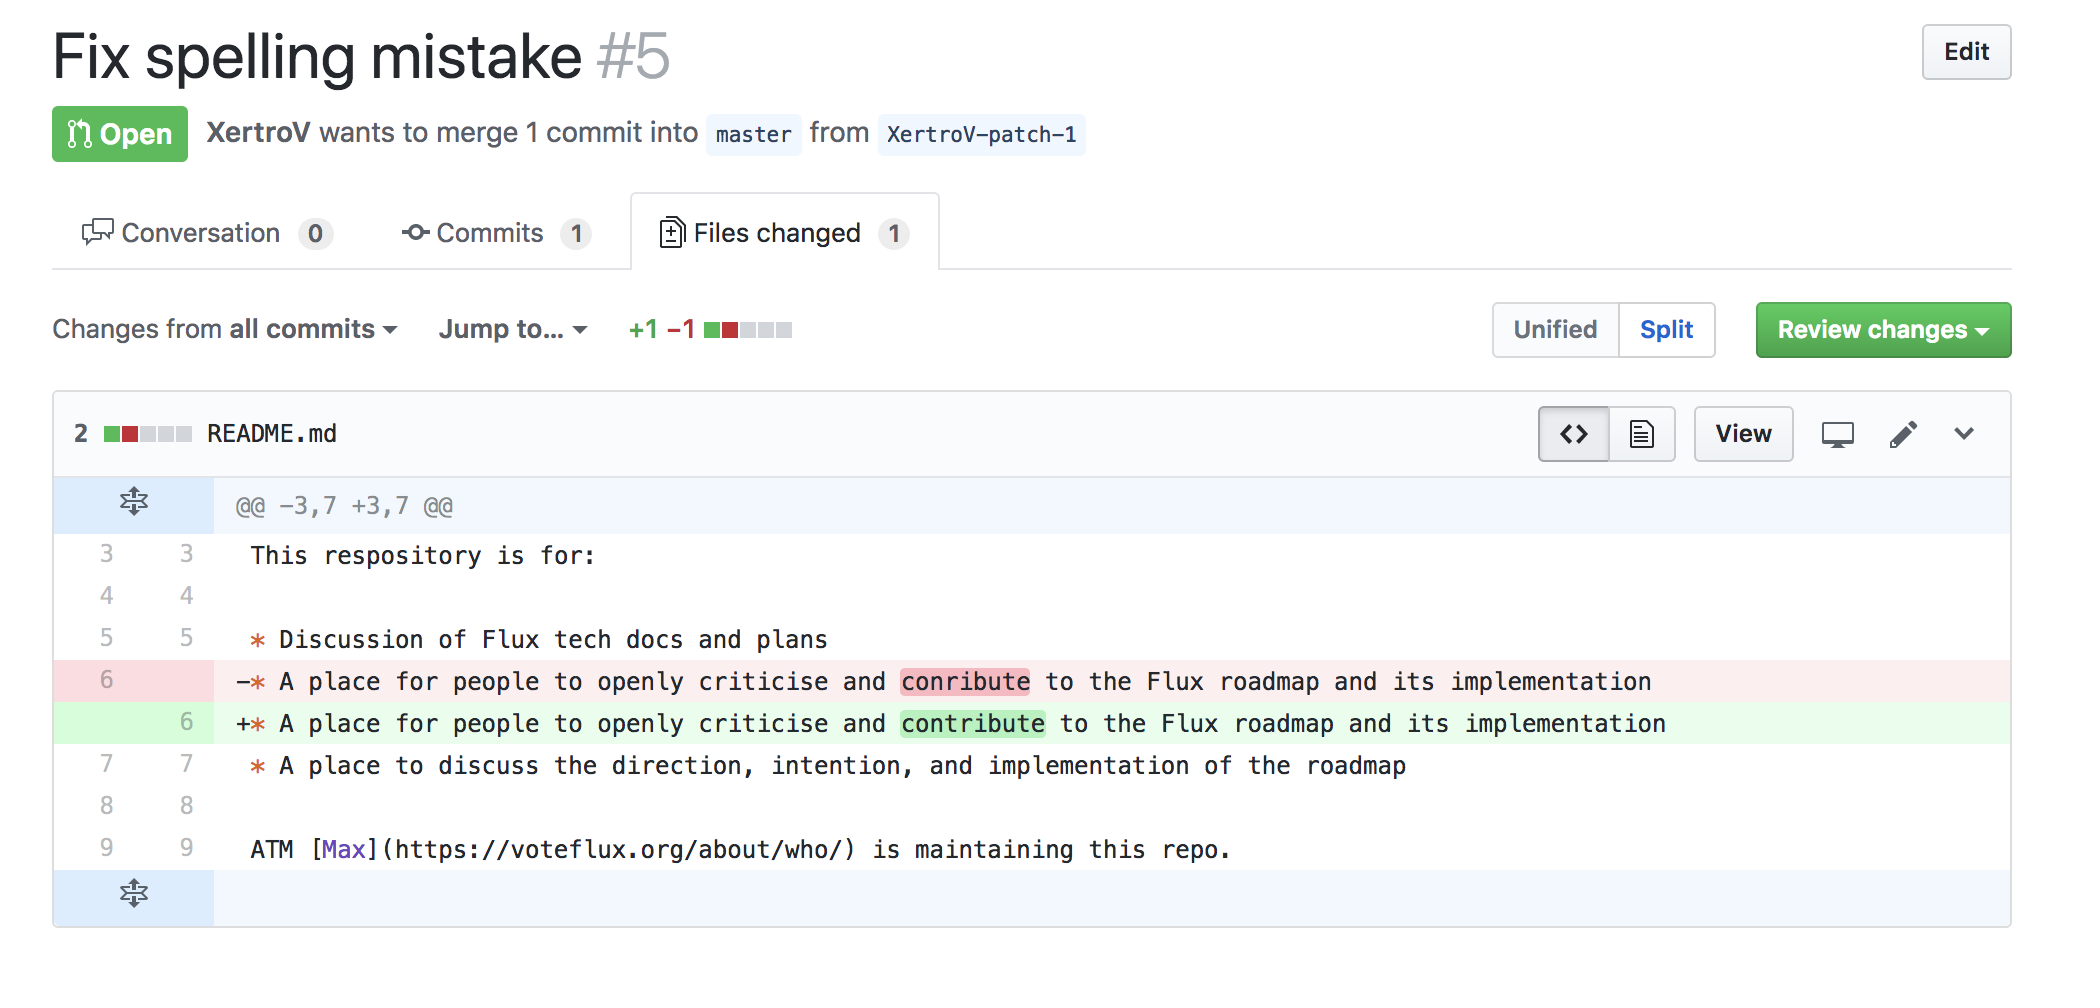 Fix spelling mistake #5
Edit
Open XertroV wants to merge 1 commit into master from XertroV-patch-1
Conversation 0 Commits 1 Files changed 1
Changes from all commits Jump to... +1 −1 Unified Split Review changes
2 README.md View
@@ -3,7 +3,7 @@
3 3 This respository is for:
4 4
5 5 * Discussion of Flux tech docs and plans
6 -* A place for people to openly criticise and conribute to the Flux roadmap and its implementation
6 +* A place for people to openly criticise and contribute to the Flux roadmap and its implementation
7 7 * A place to discuss the direction, intention, and implementation of the roadmap
8 8
9 9 ATM [Max](https://voteflux.org/about/who/) is maintaining this repo.